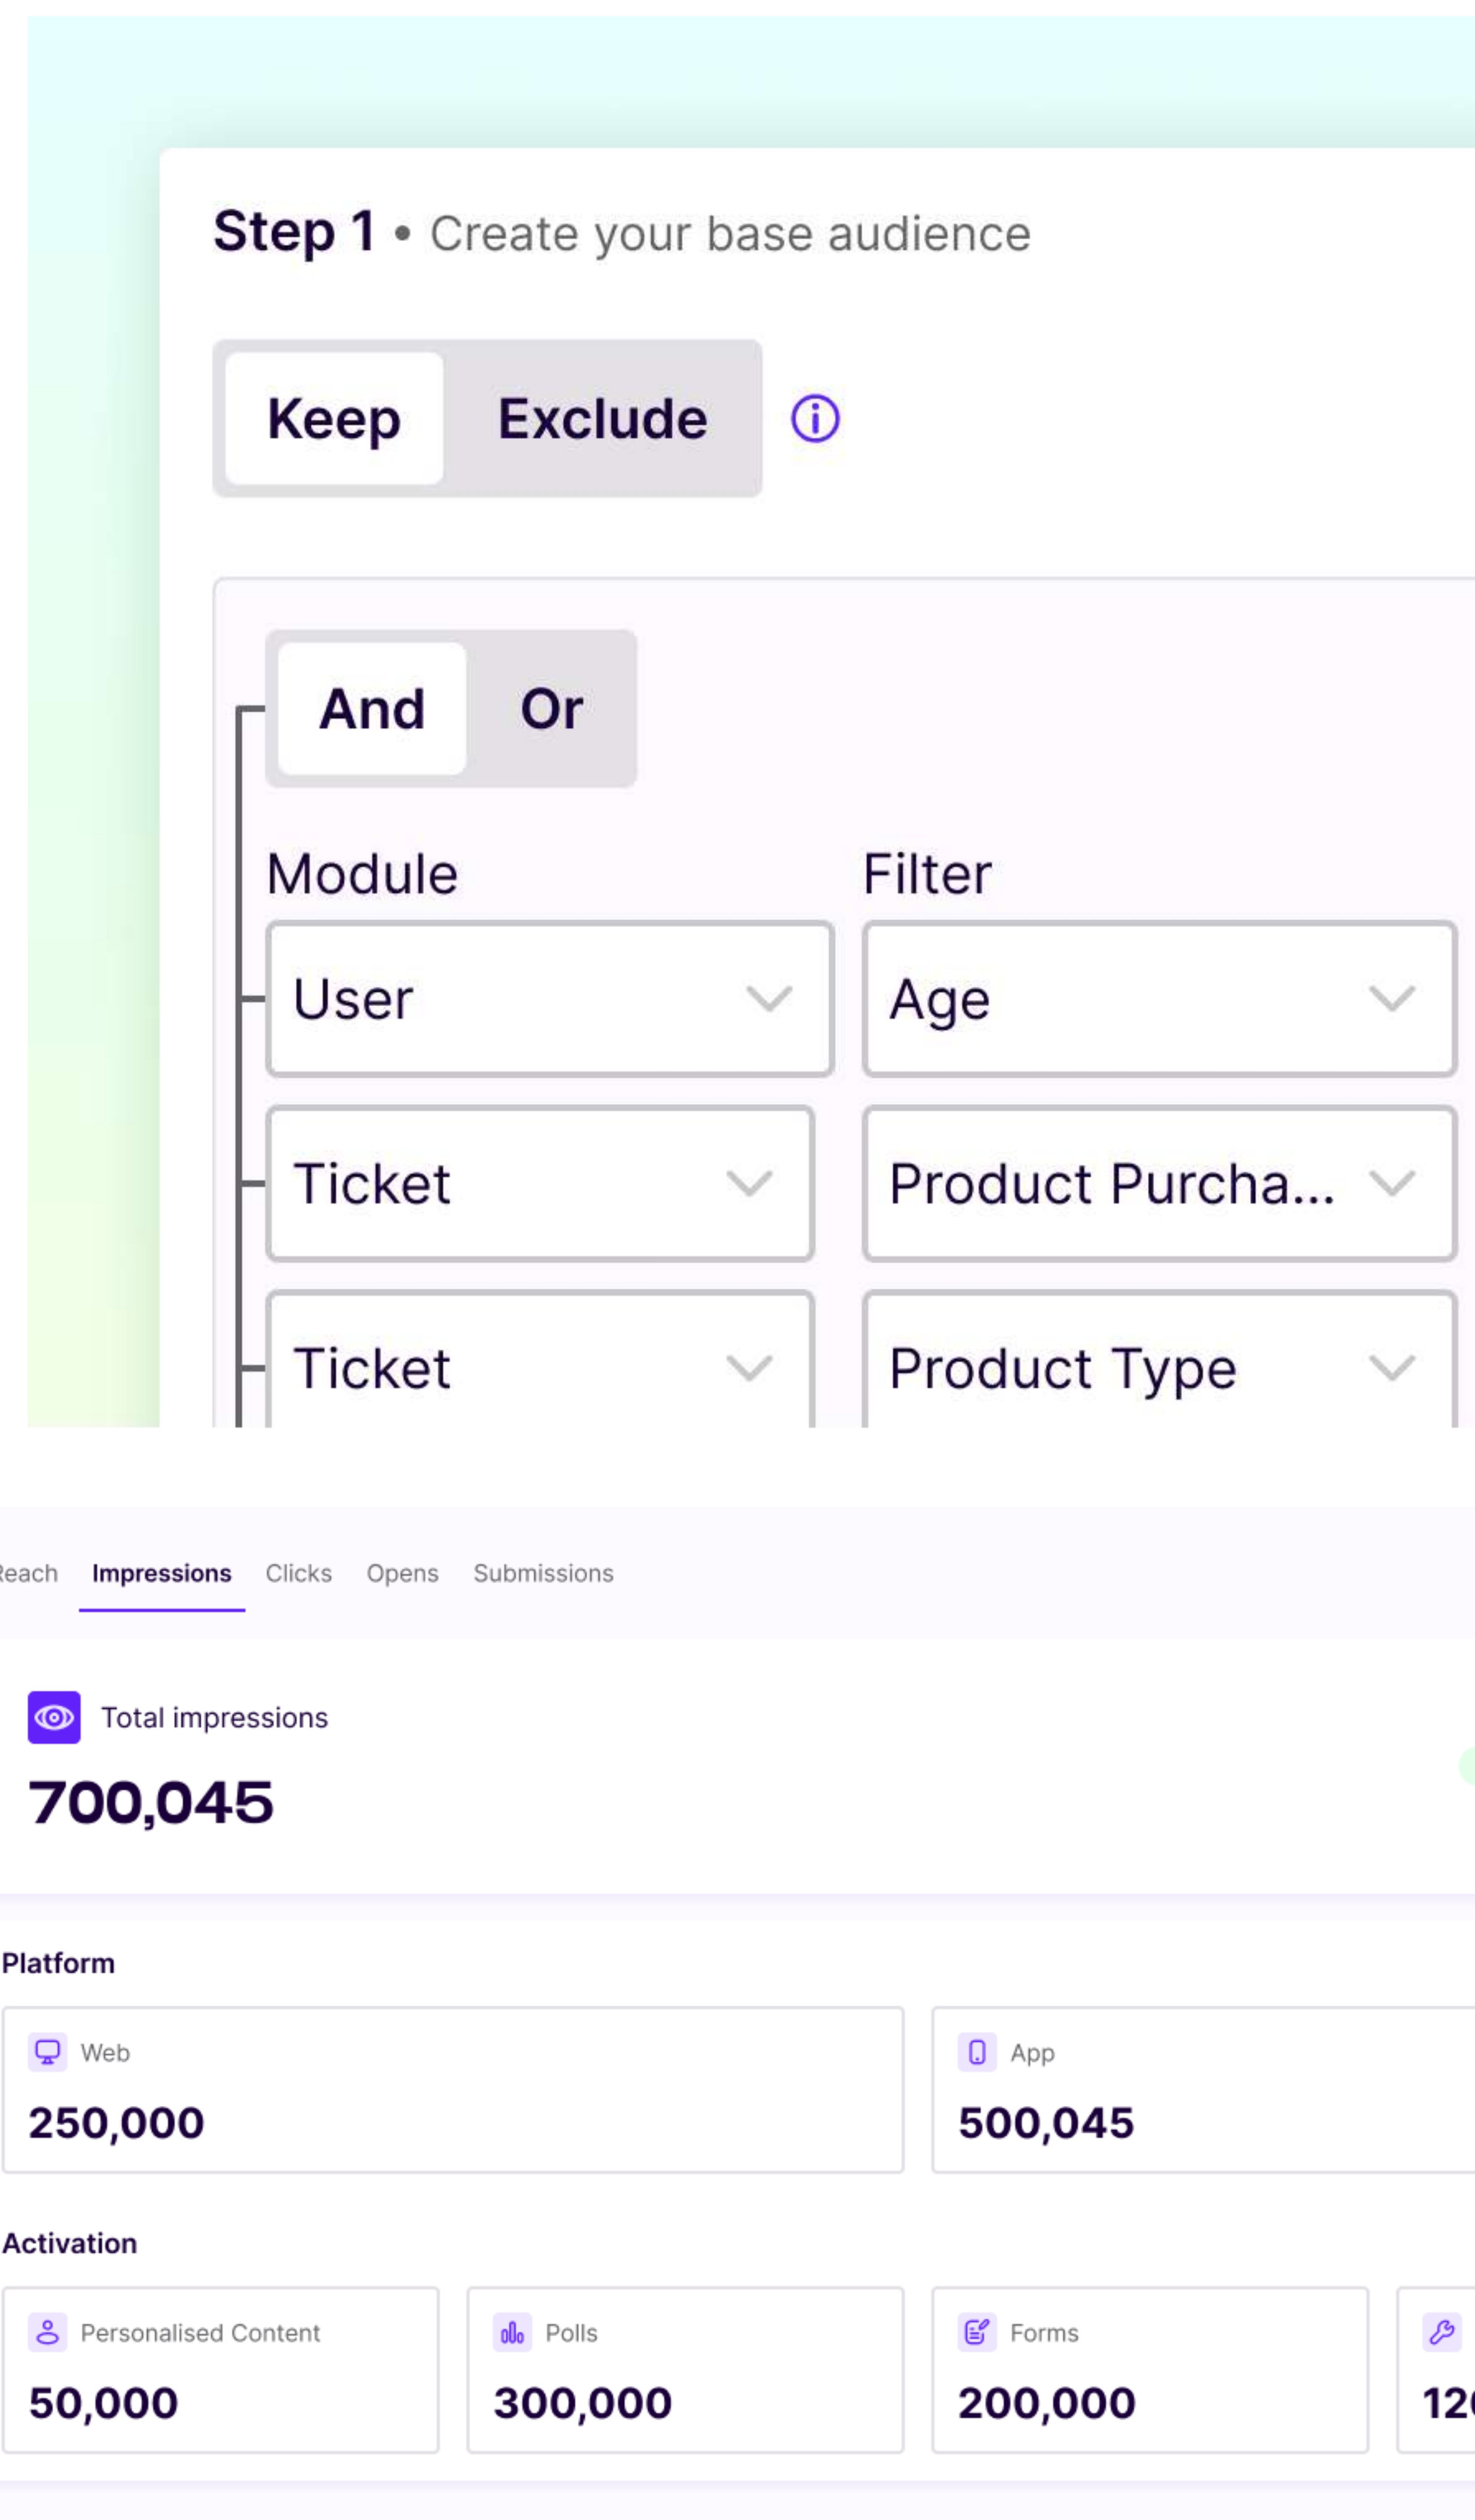 Step 1 • Create your base audience
Keep Exclude
And Or
Module Filter
User Age
Ticket Product Purcha...
Ticket Product Type
Impressions Clicks Opens Submissions
Total impressions
700,045
Platform
Web App
250,000 500,045
Activation
Personalised Content Polls Forms
50,000 300,000 200,000